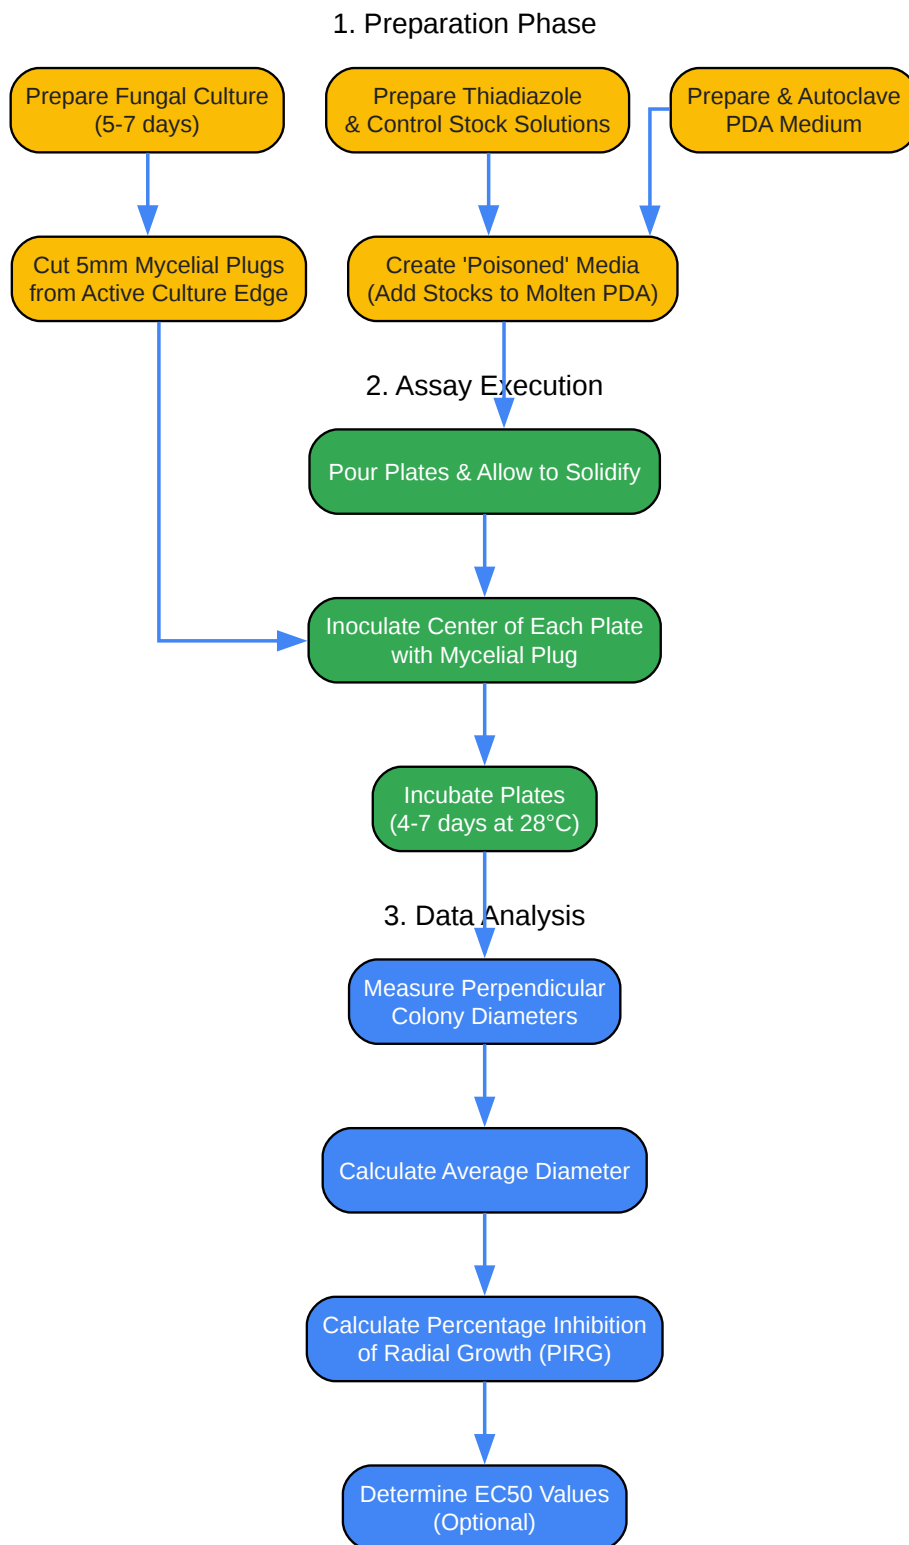 1. Preparation Phase
Prepare Fungal Culture
(5-7 days)
Prepare Thiadiazole
& Control Stock Solutions
Prepare & Autoclave
PDA Medium
Cut 5mm Mycelial Plugs
from Active Culture Edge
Create 'Poisoned' Media
(Add Stocks to Molten PDA)
2. Assay Execution
Pour Plates & Allow to Solidify
Inoculate Center of Each Plate
with Mycelial Plug
Incubate Plates
(4-7 days at 28°C)
3. Data Analysis
Measure Perpendicular
Colony Diameters
Calculate Average Diameter
Calculate Percentage Inhibition
of Radial Growth (PIRG)
Determine EC50 Values
(Optional)